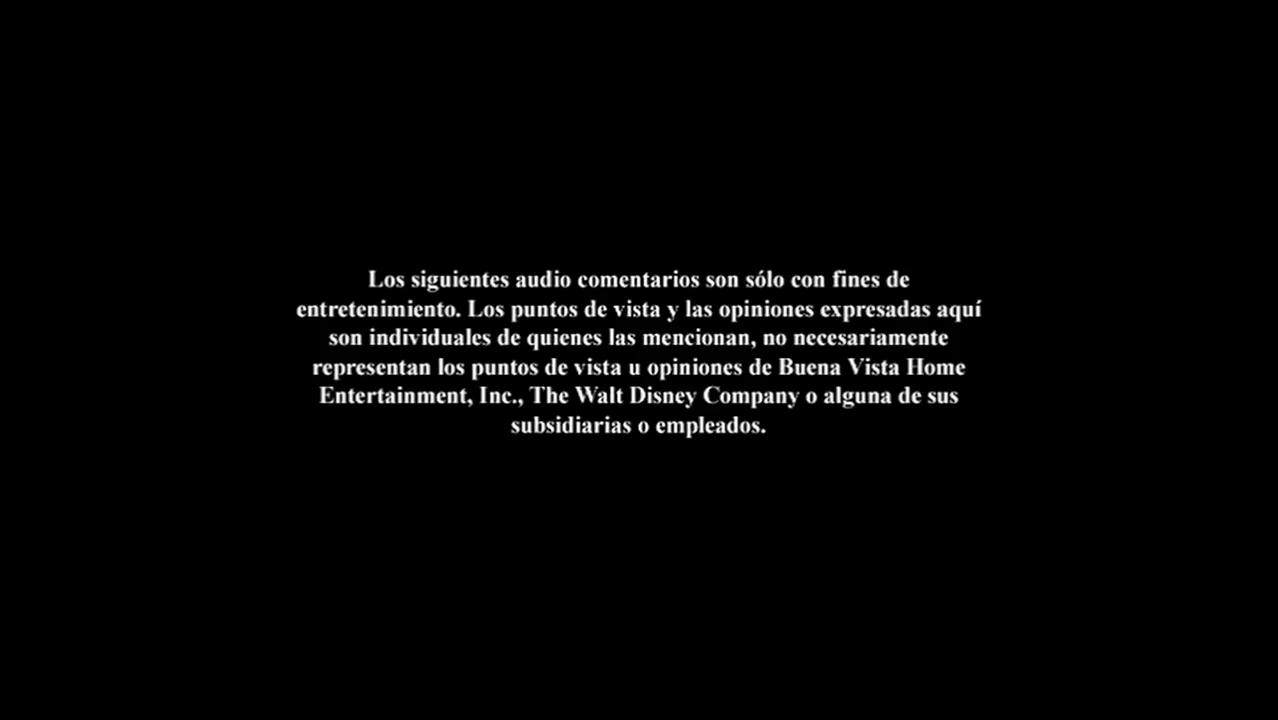 Los siguientes audio comentarios son sólo con fines de
entretenimiento. Los puntos de vista y las opiniones expresadas aquí
son individuales de quienes las mencionan, no necesariamente
representan los puntos de vista u opiniones de Buena Vista Home
Entertainment, Inc., The Walt Disney Company o alguna de sus
subsidiarias o empleados.